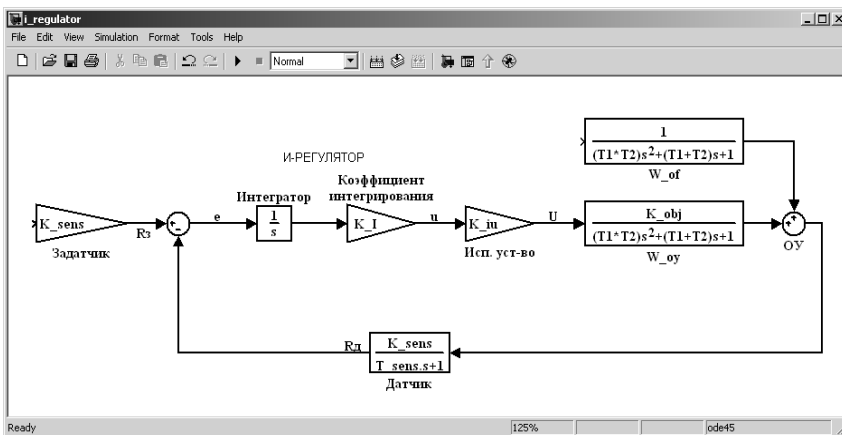 i_regulator
File Edit View Simulation Format Tools Help
Normal
1
(T1*T2)s²+(T1+T2)s+1
W_of
И-РЕГУЛЯТОР
Коэффициент
интегрирования
Интегратор
K_sens
Rз
Задатчик
e
1
s
K_I
u
K_iu
Исп. уст-во
U
K_obj
(T1*T2)s²+(T1+T2)s+1
W_oy
ОУ
Rд
K_sens
T_sens.s+1
Датчик
Ready
125%
ode45